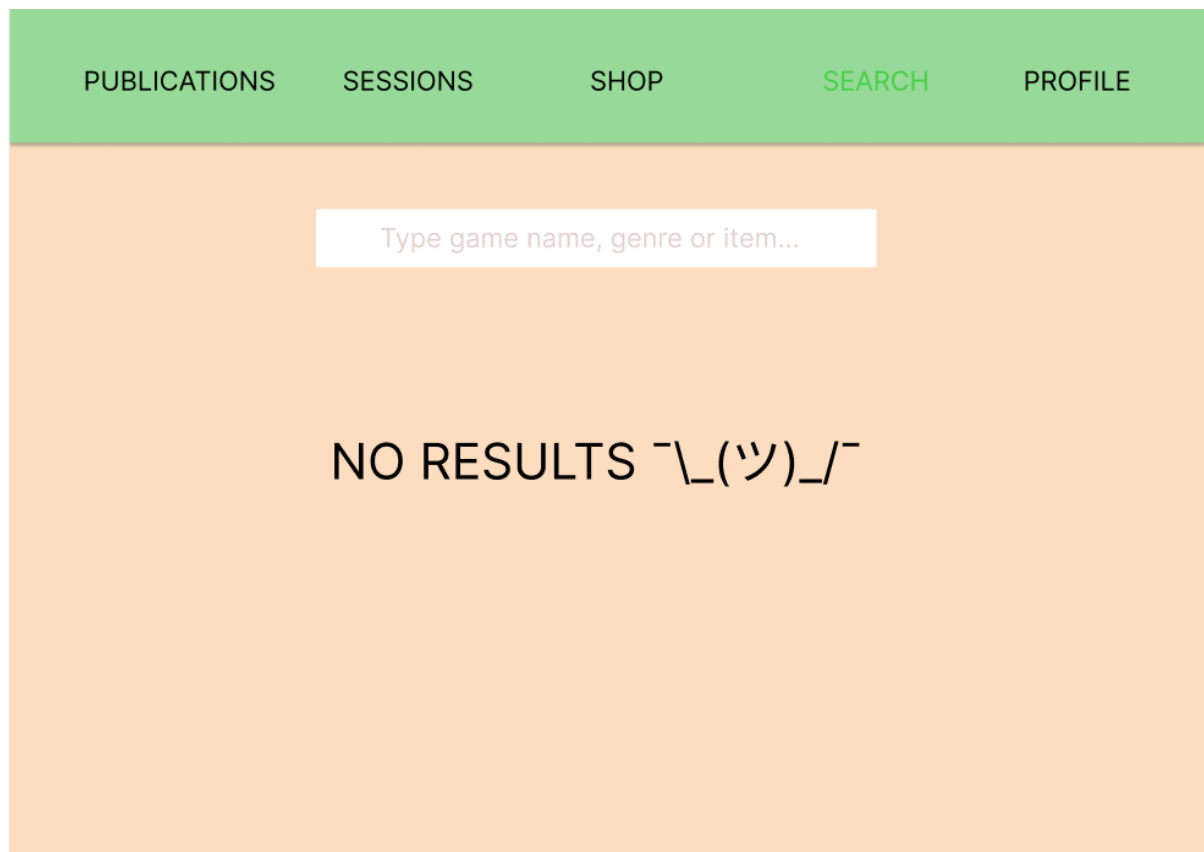 PUBLICATIONS SESSIONS SHOP SEARCH PROFILE
Type game name, genre or item...
NO RESULTS ¯\_(ツ)_/¯